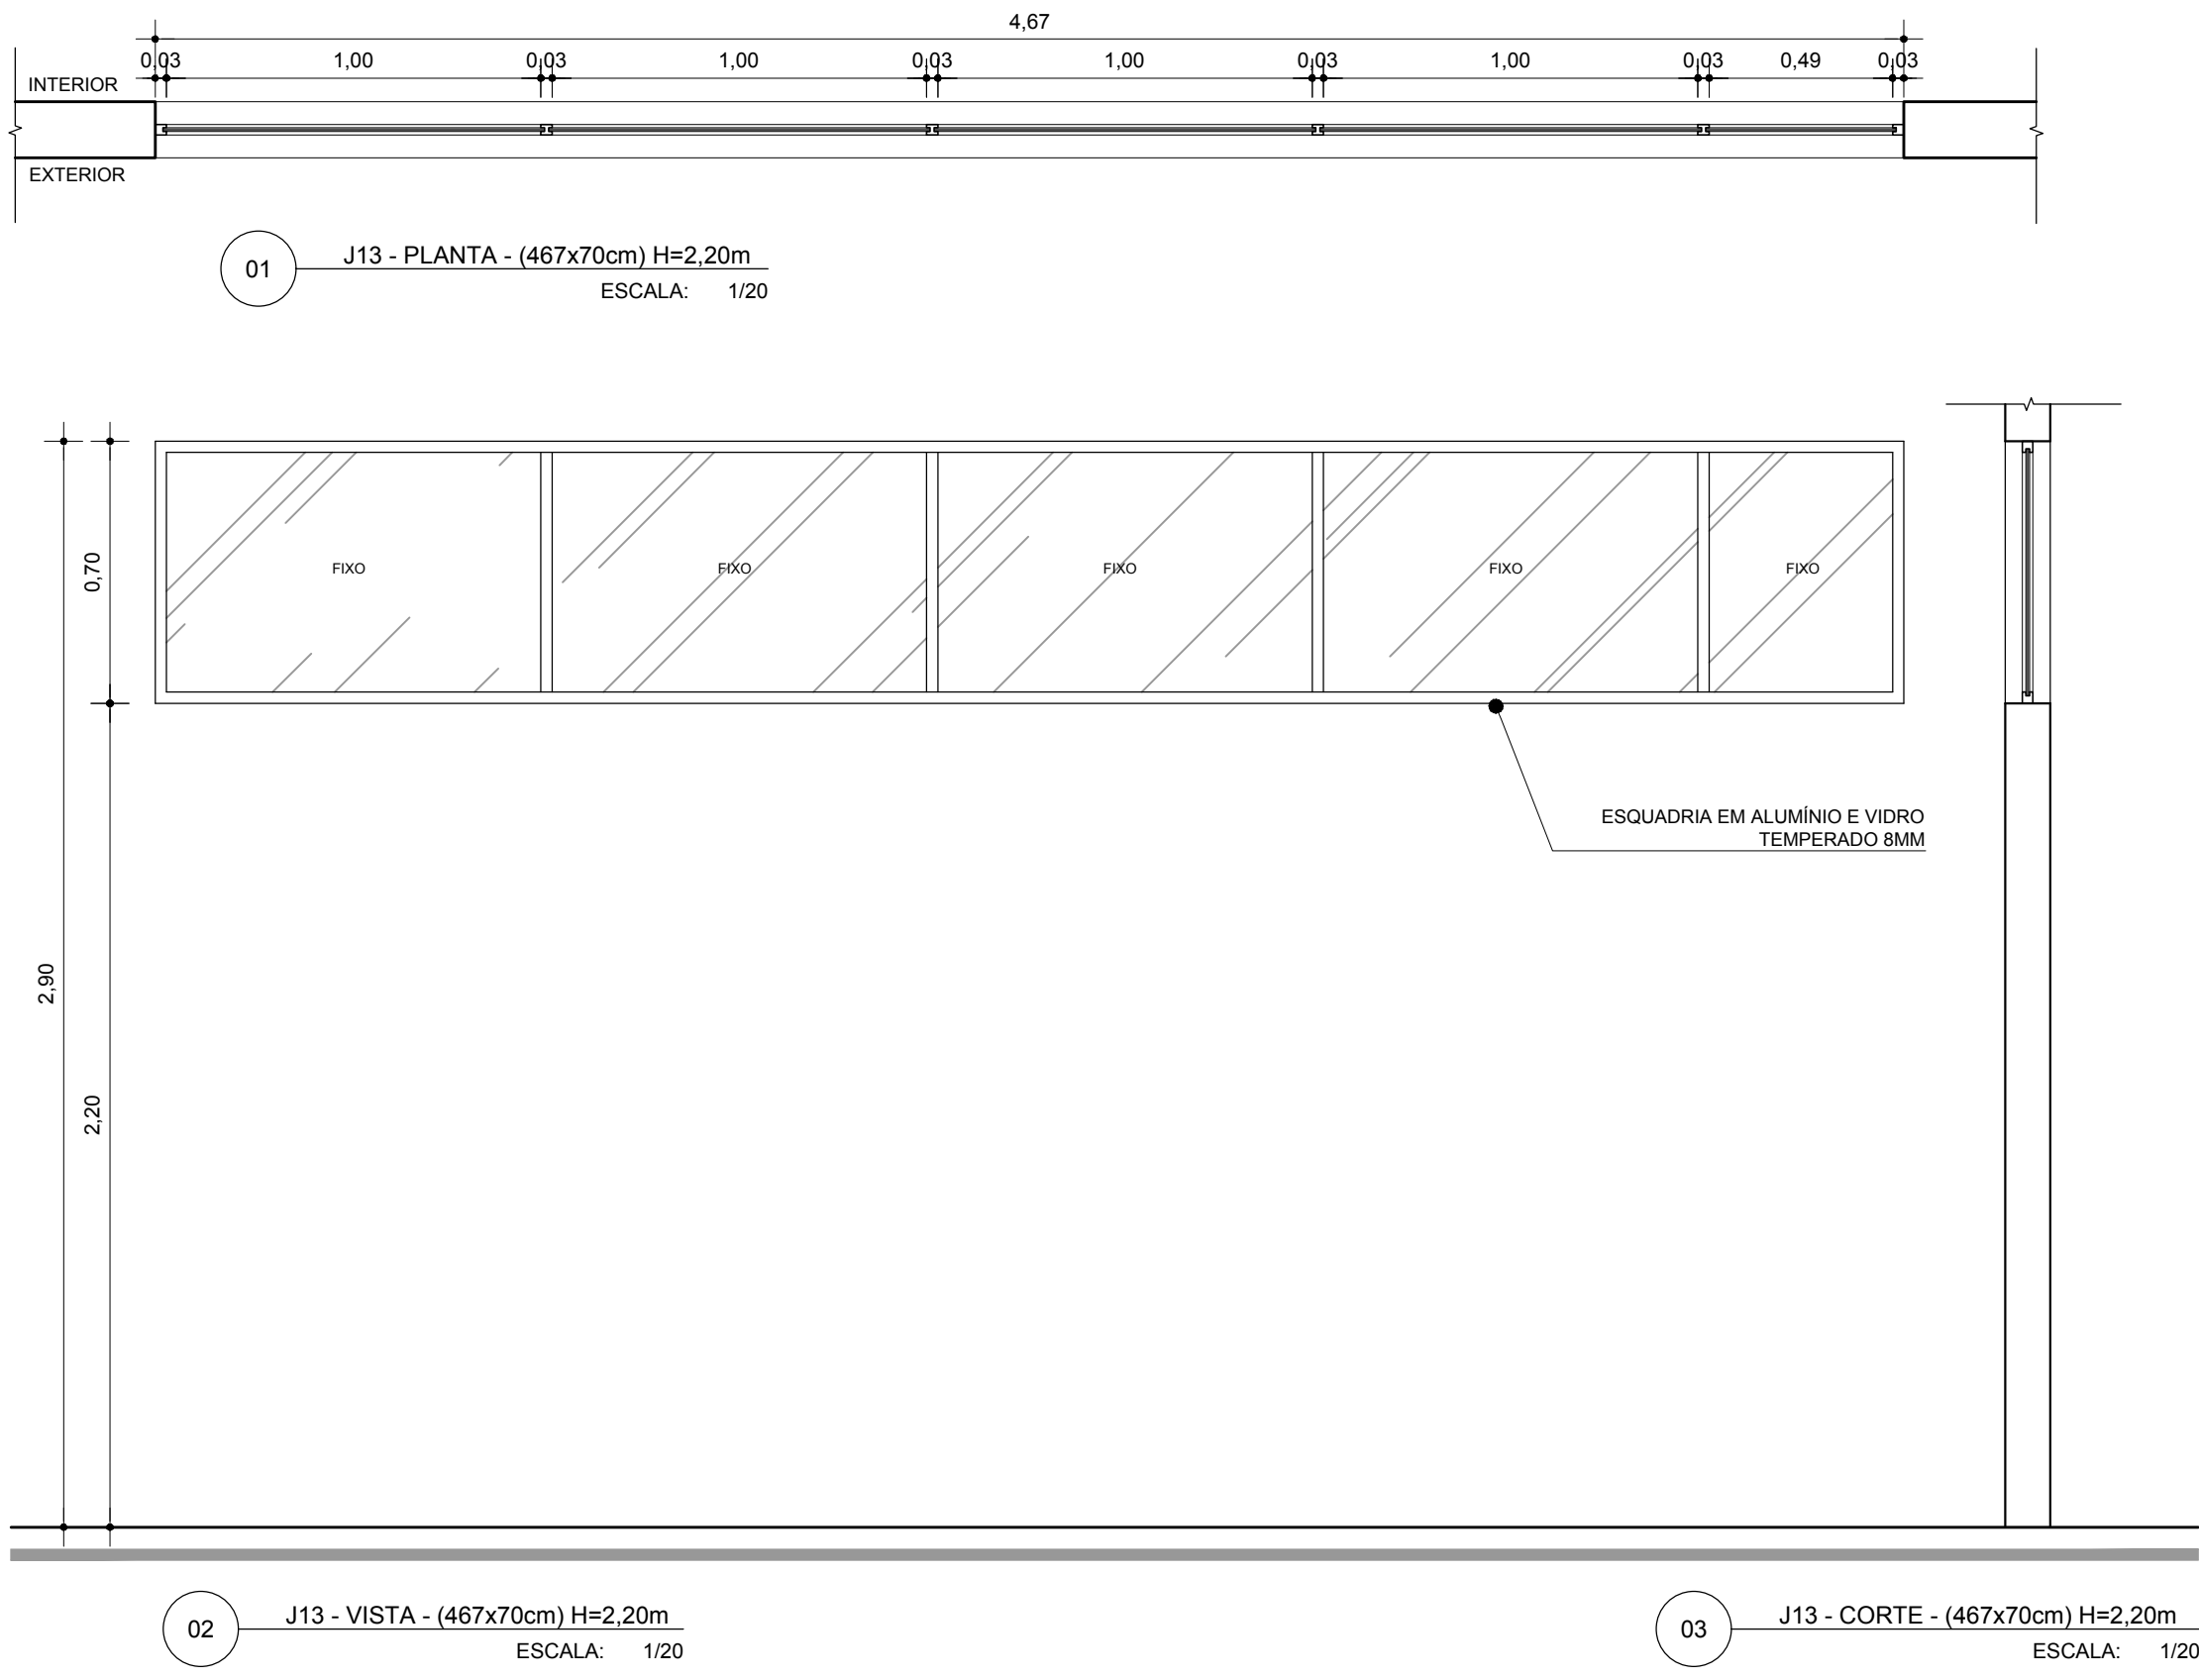 4,67
0,03 1,00 0,03 1,00 0,03 1,00 0,03 1,00 0,03 0,49 0,03
INTERIOR
EXTERIOR
01
J13 - PLANTA - (467x70cm) H=2,20m
ESCALA: 1/20
0,70
FIXO FIXO FIXO FIXO FIXO
ESQUADRIA EM ALUMÍNIO E VIDRO
TEMPERADO 8MM
2,90
2,20
02
J13 - VISTA - (467x70cm) H=2,20m
ESCALA: 1/20
03
J13 - CORTE - (467x70cm) H=2,20m
ESCALA: 1/20